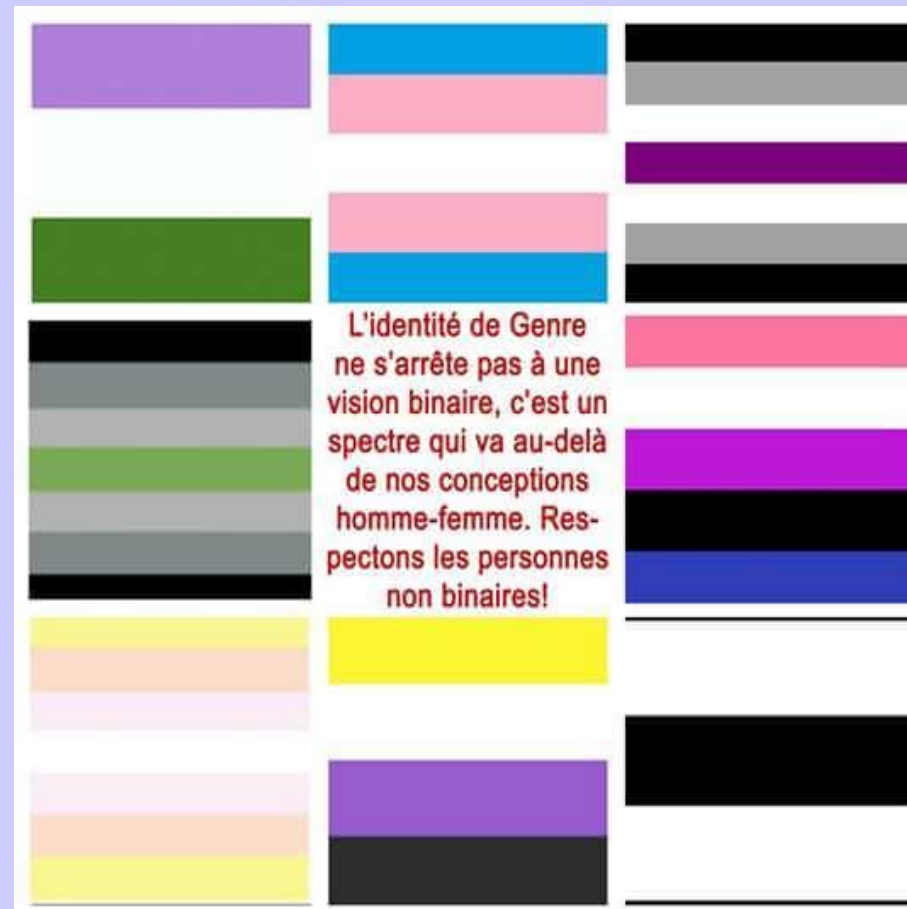 L'identité de Genre
ne s'arrête pas à une
vision binaire, c'est un
spectre qui va au-delà
de nos conceptions
homme-femme. Res-
pectons les personnes
non binaires!